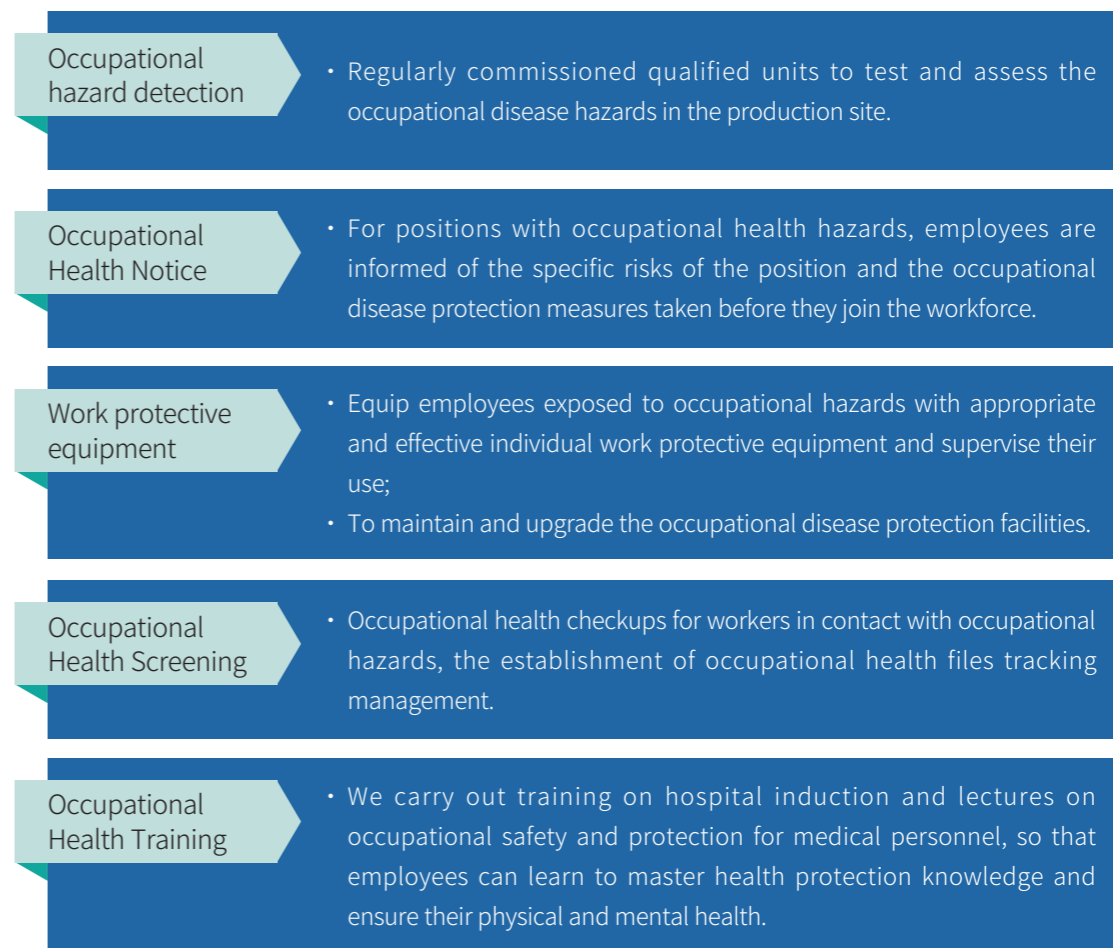 Occupational
hazard detection
• Regularly commissioned qualified units to test and assess the
occupational disease hazards in the production site.
Occupational
Health Notice
• For positions with occupational health hazards, employees are
informed of the specific risks of the position and the occupational
disease protection measures taken before they join the workforce.
Work protective
equipment
• Equip employees exposed to occupational hazards with appropriate
and effective individual work protective equipment and supervise their
use;
• To maintain and upgrade the occupational disease protection facilities.
Occupational
Health Screening
• Occupational health checkups for workers in contact with occupational
hazards, the establishment of occupational health files tracking
management.
Occupational
Health Training
• We carry out training on hospital induction and lectures on
occupational safety and protection for medical personnel, so that
employees can learn to master health protection knowledge and
ensure their physical and mental health.